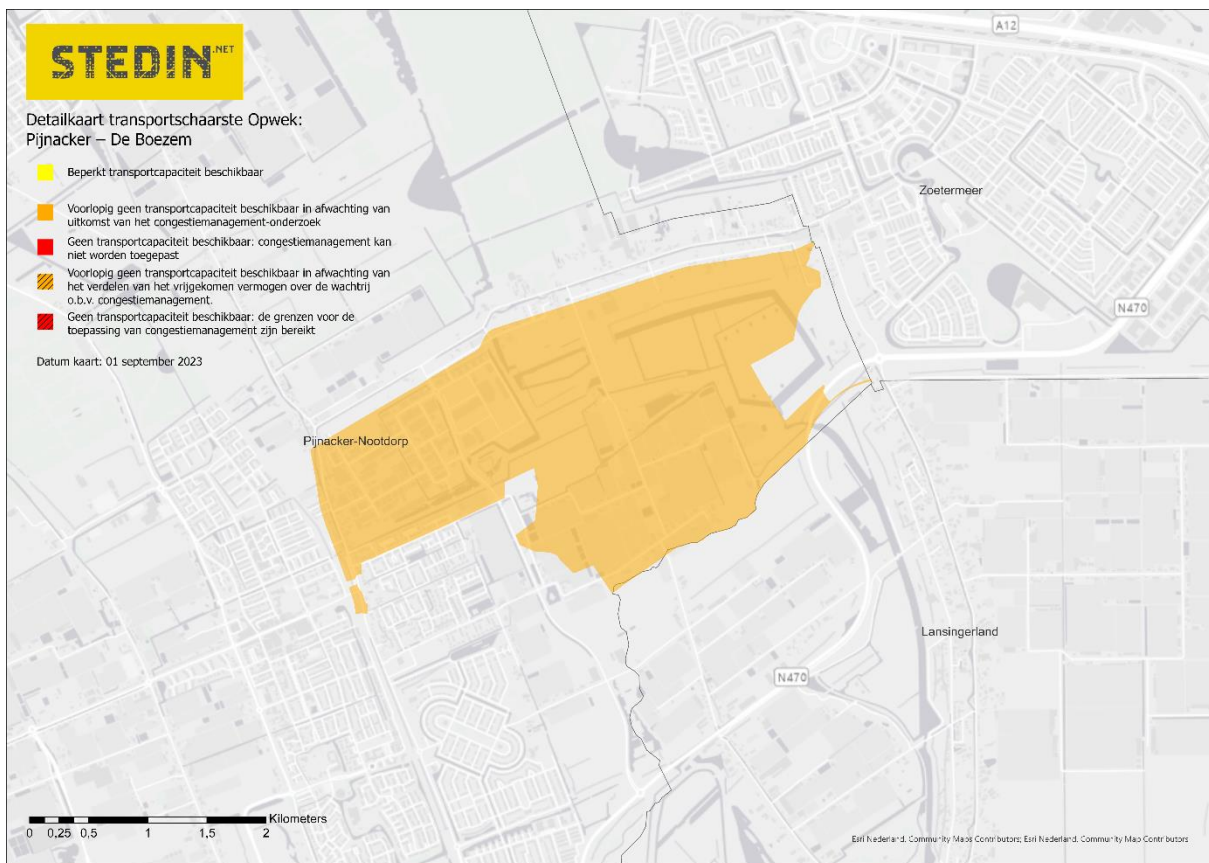 STEDIN.NET
Detailkaart transportschaarste Opwek:
Pijnacker – De Boezem
Beperkt transportcapaciteit beschikbaar
Voorlopig geen transportcapaciteit beschikbaar in afwachting van
uitkomst van het congestiemanagement-onderzoek
Geen transportcapaciteit beschikbaar: congestiemanagement kan
niet worden toegepast
Voorlopig geen transportcapaciteit beschikbaar in afwachting van
het verdelen van het vrijgekomen vermogen over de wachtrij
o.b.v. congestiemanagement.
Geen transportcapaciteit beschikbaar: de grenzen voor de
toepassing van congestiemanagement zijn bereikt
Datum kaart: 01 september 2023
A12
Zoetermeer
N470
Pijnacker-Nootdorp
Lansingerland
N470
Kilometers
0 0,25 0,5 1 1,5 2
Esri Nederland, Community Maps Contributors; Esri Nederland, Community Map Contributors